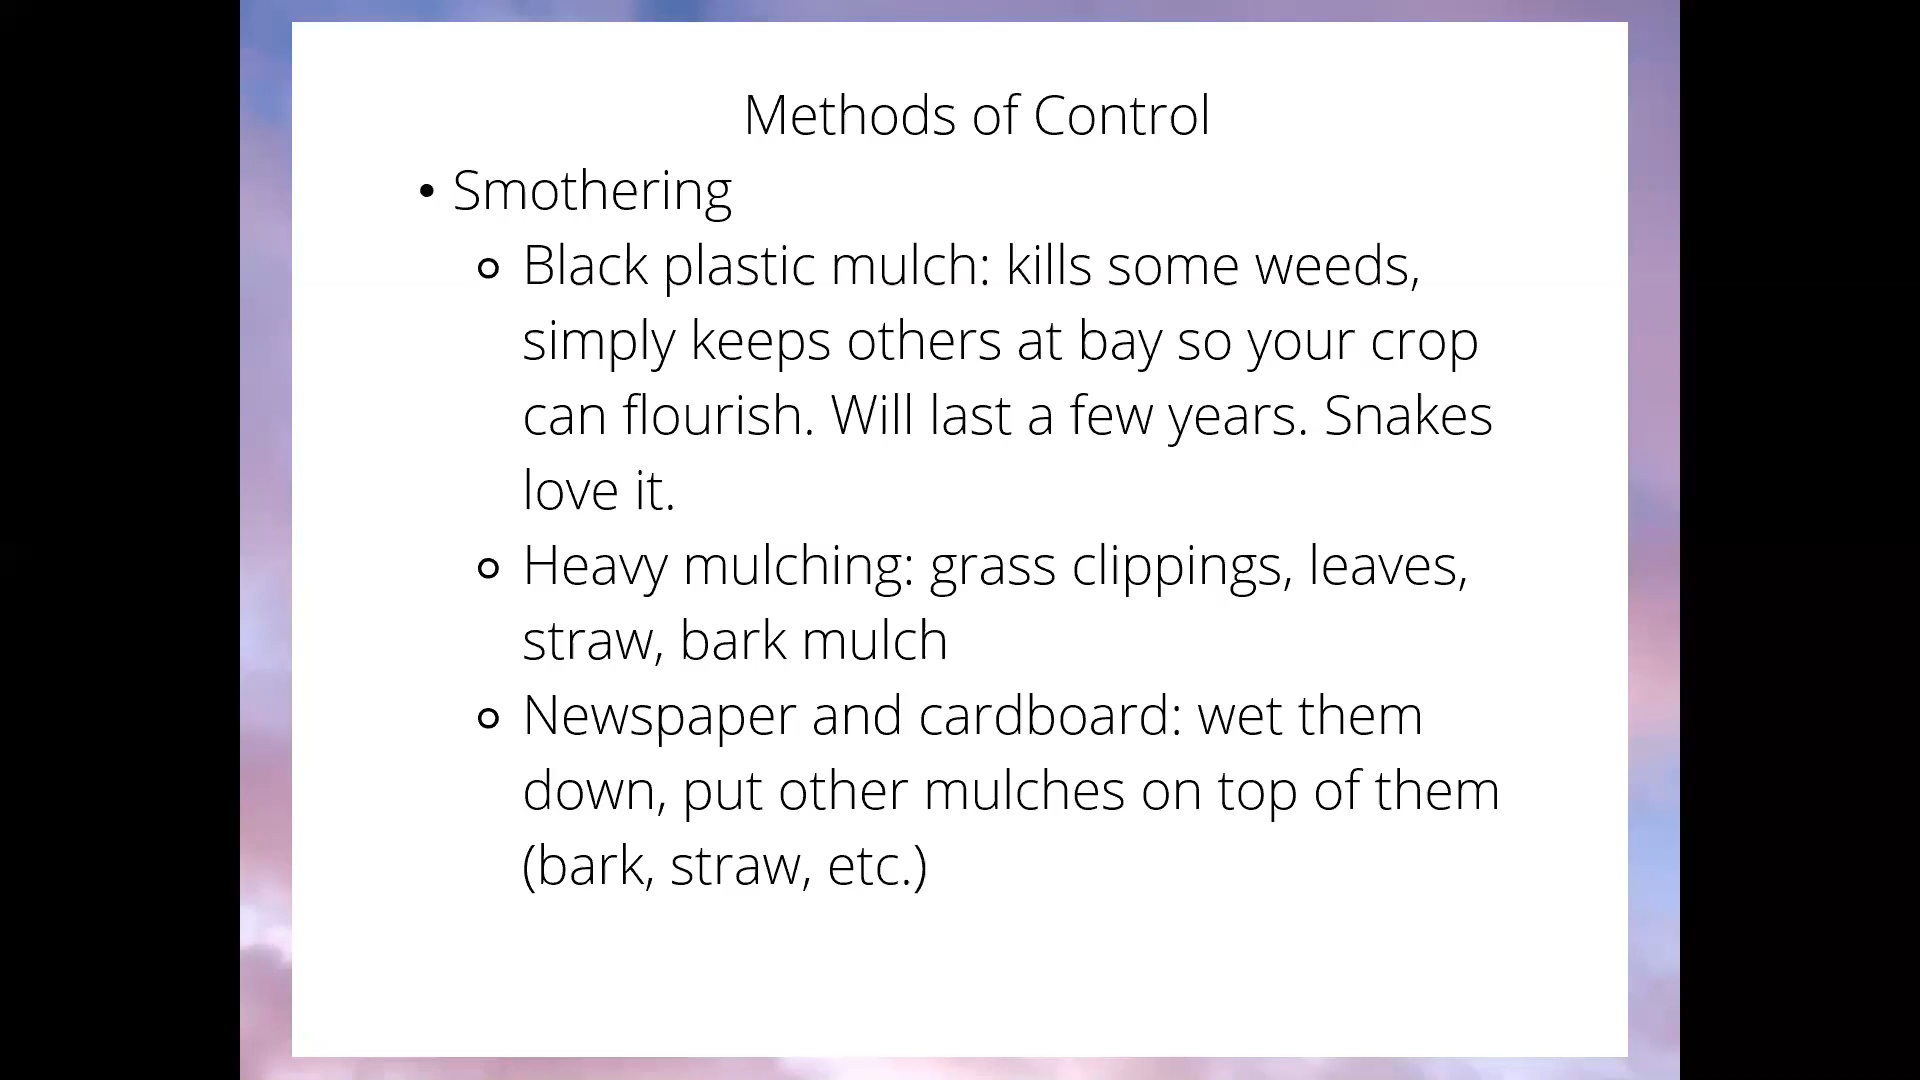 Methods of Control
• Smothering
o Black plastic mulch: kills some weeds,
simply keeps others at bay so your crop
can flourish. Will last a few years. Snakes
love it.
o Heavy mulching: grass clippings, leaves,
straw, bark mulch
o Newspaper and cardboard: wet them
down, put other mulches on top of them
(bark, straw, etc.)